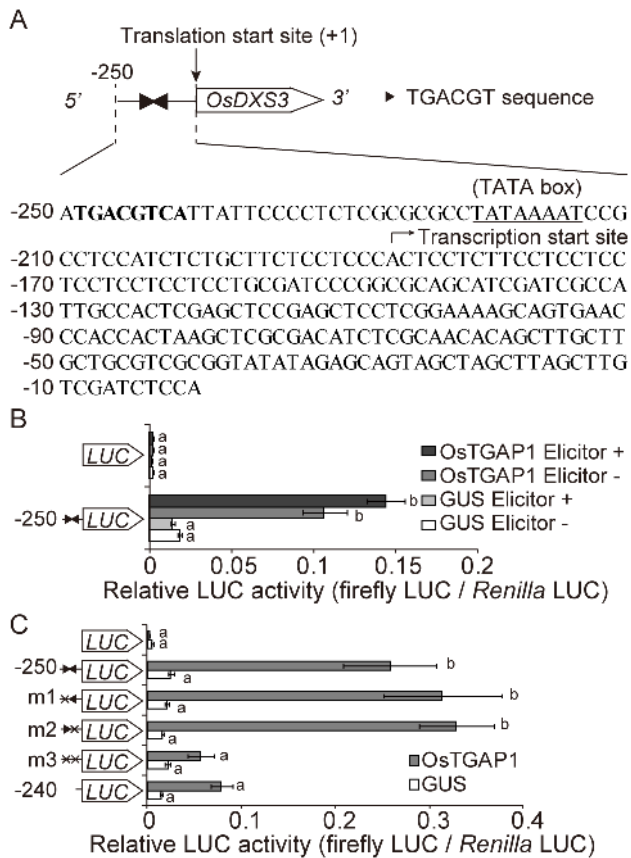 A
Translation start site (+1)
-250
5’ OsDXS3 3’ TGACGT sequence
(TATA box)
-250 ATGACGTCATTATTCCCCTCTCGCGCGCCTATAAAATCCG
Transcription start site
-210 CCTCCATCTCTGCTTCTCCTCCCACTCCTCTTCCTCCTCC
-170 TCCTCCTCCTCCTGCGATCCCGGCGCAGCATCGATCGCCA
-130 TTGCCACTCGAGCTCCGAGCTCCTCGGAAAAGCAGTGAAC
-90 CCACCACTAAGCTCGCGACATCTCGCAACACAGCTTGCTT
-50 GCTGCGTCGCGGTATATAGAGCAGTAGCTAGCTTAGCTTG
-10 TCGATCTCCA
B
LUC a a a a
OsTGAP1 Elicitor +
OsTGAP1 Elicitor -
GUS Elicitor +
GUS Elicitor -
-250 LUC b b a a
0 0.05 0.1 0.15 0.2
Relative LUC activity (firefly LUC / Renilla LUC)
C
LUC a a
-250 LUC b a
m1 LUC b a
m2 LUC b a
m3 LUC a a
OsTGAP1
GUS
-240 LUC a a
0 0.1 0.2 0.3 0.4
Relative LUC activity (firefly LUC / Renilla LUC)